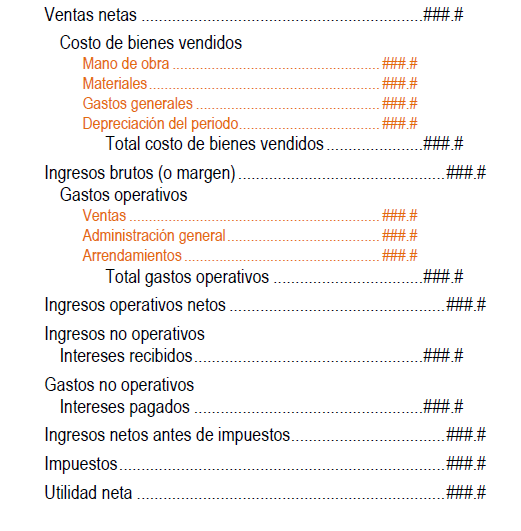 Ventas netas ........................................................###.#
Costo de bienes vendidos
Mano de obra ................................................ ###.#
Materiales...................................................... ###.#
Gastos generales ........................................... ###.#
Depreciación del periodo................................. ###.#
Total costo de bienes vendidos ...................###.#
Ingresos brutos (o margen) ..........................................###.#
Gastos operativos
Ventas .......................................................... ###.#
Administración general.................................... ###.#
Arrendamientos .............................................. ###.#
Total gastos operativos ..............................###.#
Ingresos operativos netos ............................................###.#
Ingresos no operativos
Intereses recibidos..............................................###.#
Gastos no operativos
Intereses pagados ..............................................###.#
Ingresos netos antes de impuestos...............................###.#
Impuestos..................................................................###.#
Utilidad neta ..............................................................###.#